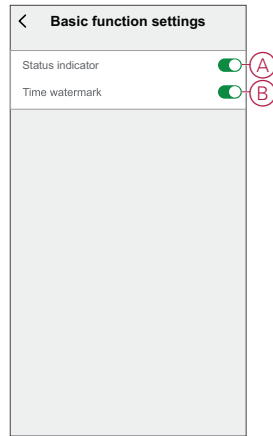 Basic function settings
Status indicator
A
Time watermark
B